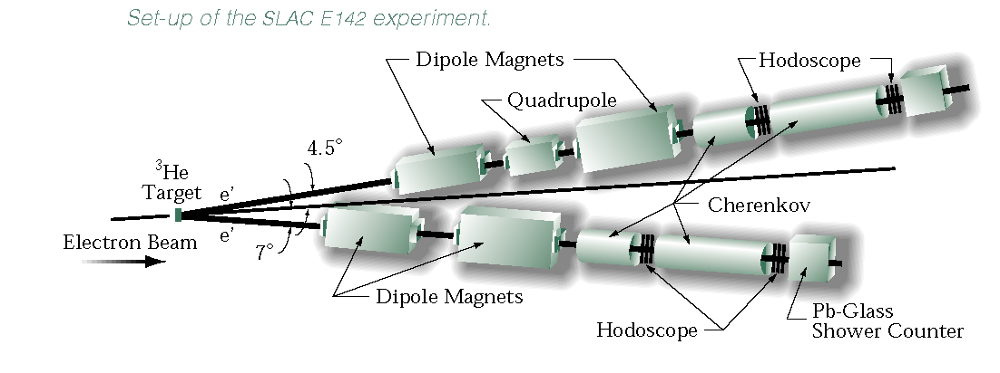 Set-up of the SLAC E142 experiment.
Dipole Magnets
Hodoscope
Quadrupole
4.5°
³He
Target
e'
Cherenkov
Electron Beam
e'
7°
Dipole Magnets
Pb-Glass
Shower Counter
Hodoscope